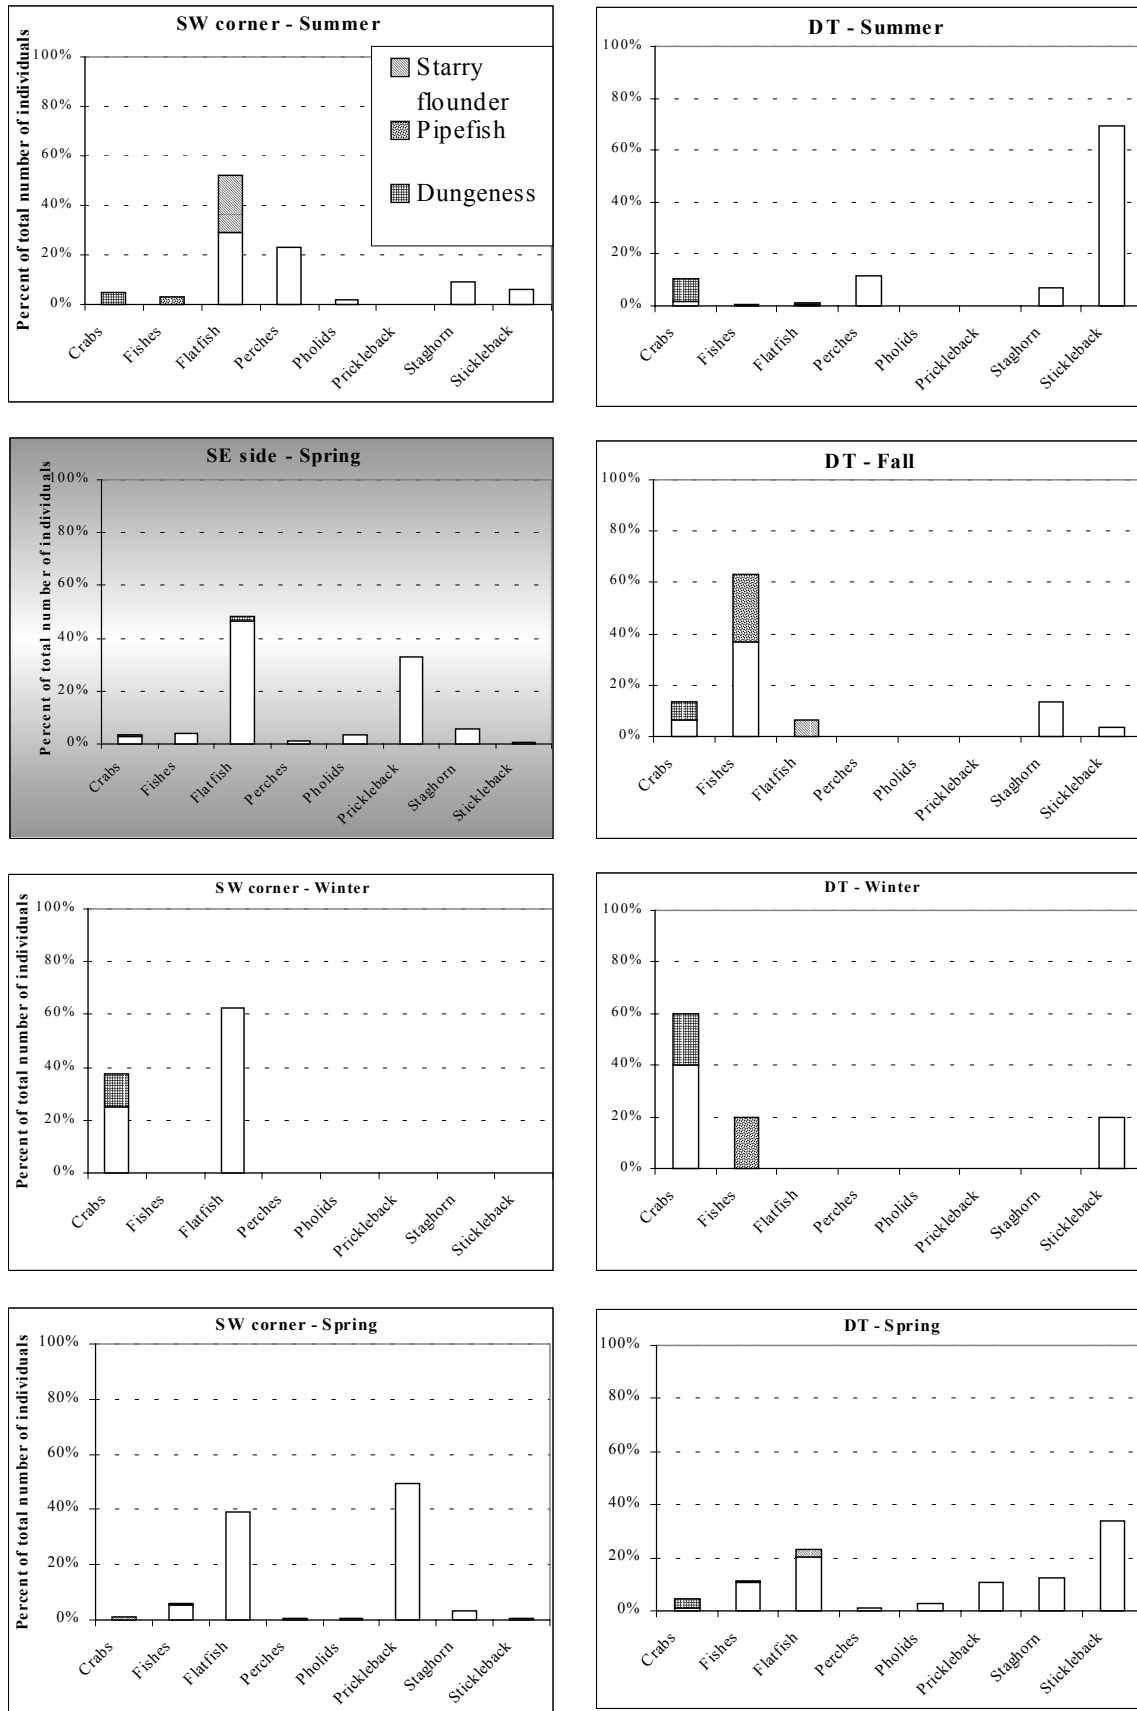 SW corner - Summer
Percent of total number of individuals
100%
80%
60%
40%
20%
0%
Starry
flounder
Pipefish
Dungeness
Crabs
Fishes
Flatfish
Perches
Pholids
Prickleback
Staghorn
Stickleback
DT - Summer
100%
80%
60%
40%
20%
0%
Crabs
Fishes
Flatfish
Perches
Pholids
Prickleback
Staghorn
Stickleback
SE side - Spring
Percent of total number of individuals
100%
80%
60%
40%
20%
0%
Crabs
Fishes
Flatfish
Perches
Pholids
Prickleback
Staghorn
Stickleback
DT - Fall
100%
80%
60%
40%
20%
0%
Crabs
Fishes
Flatfish
Perches
Pholids
Prickleback
Staghorn
Stickleback
SW corner - Winter
Percent of total number of individuals
100%
80%
60%
40%
20%
0%
Crabs
Fishes
Flatfish
Perches
Pholids
Prickleback
Staghorn
Stickleback
DT - Winter
100%
80%
60%
40%
20%
0%
Crabs
Fishes
Flatfish
Perches
Pholids
Prickleback
Staghorn
Stickleback
SW corner - Spring
Percent of total number of individuals
100%
80%
60%
40%
20%
0%
Crabs
Fishes
Flatfish
Perches
Pholids
Prickleback
Staghorn
Stickleback
DT - Spring
100%
80%
60%
40%
20%
0%
Crabs
Fishes
Flatfish
Perches
Pholids
Prickleback
Staghorn
Stickleback